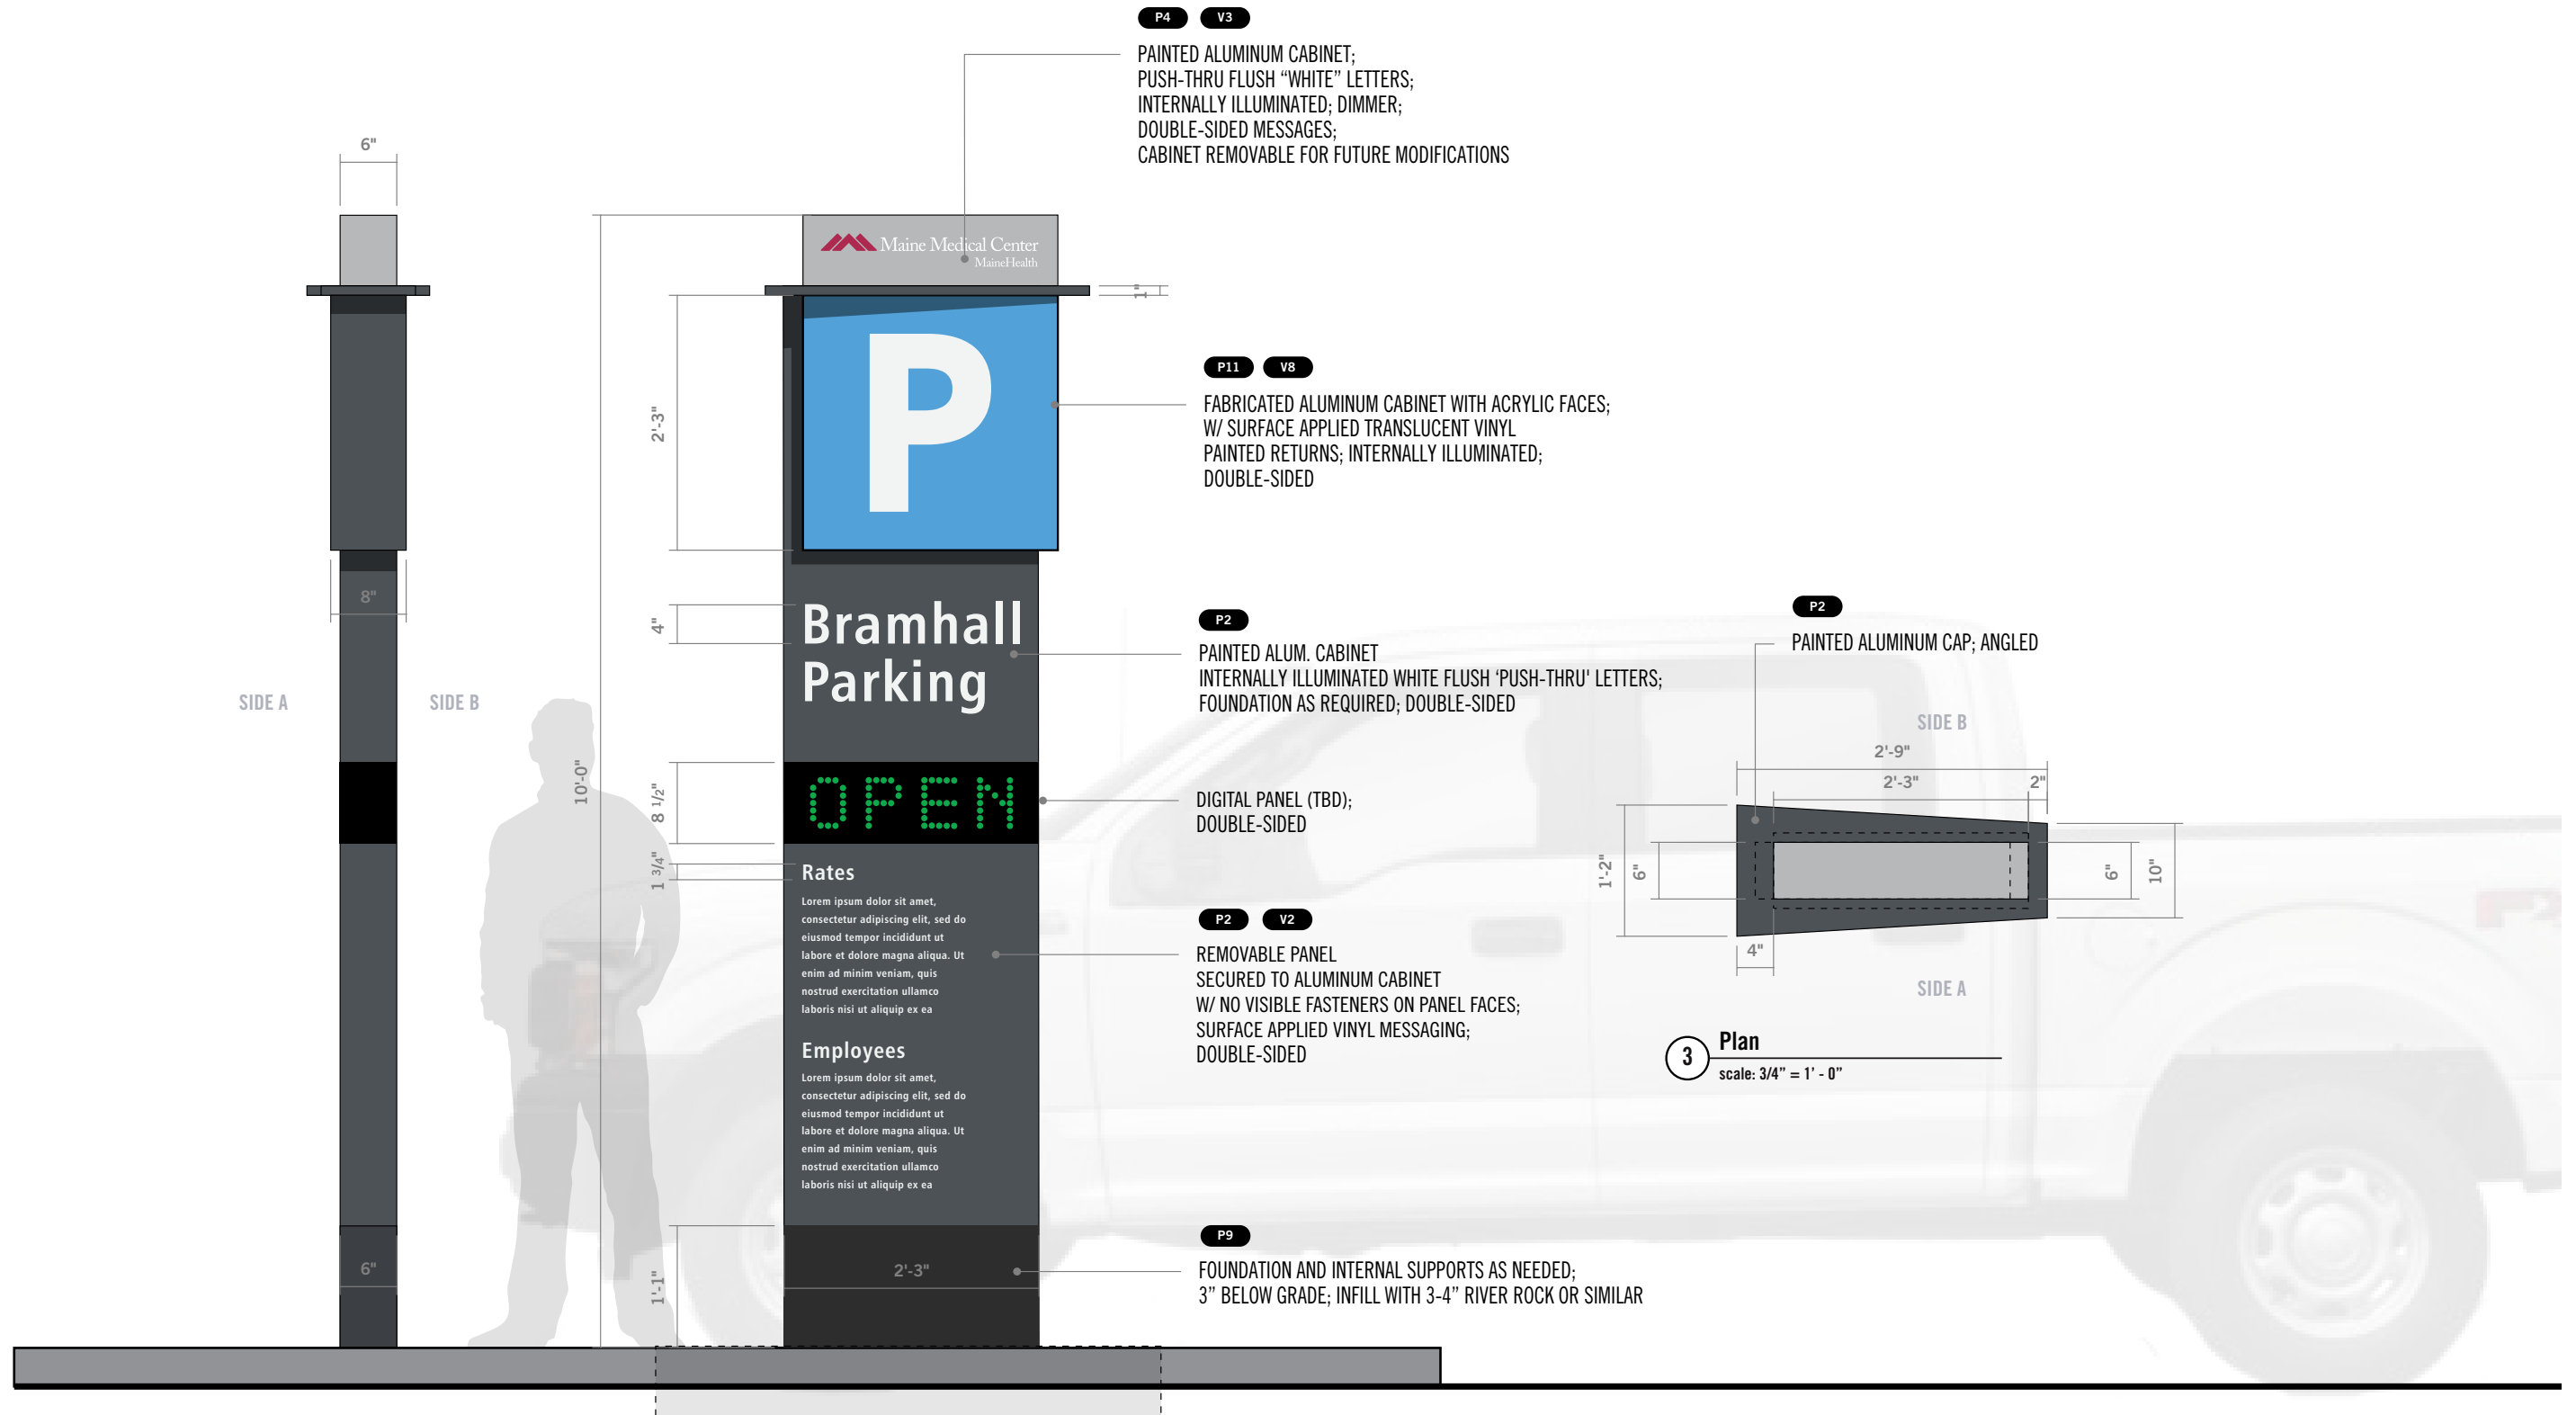 P4 V3
PAINTED ALUMINUM CABINET;
PUSH-THRU FLUSH “WHITE” LETTERS;
INTERNALLY ILLUMINATED; DIMMER;
DOUBLE-SIDED MESSAGES;
CABINET REMOVABLE FOR FUTURE MODIFICATIONS
6"
Maine Medical Center
MaineHealth
1"
P
2'-3"
P11 V8
FABRICATED ALUMINUM CABINET WITH ACRYLIC FACES;
W/ SURFACE APPLIED TRANSLUCENT VINYL
PAINTED RETURNS; INTERNALLY ILLUMINATED;
DOUBLE-SIDED
8"
4"
Bramhall
Parking
P2
PAINTED ALUM. CABINET
INTERNALLY ILLUMINATED WHITE FLUSH ‘PUSH-THRU' LETTERS;
FOUNDATION AS REQUIRED; DOUBLE-SIDED
P2
PAINTED ALUMINUM CAP; ANGLED
SIDE A
SIDE B
10'-0"
8 1/2"
OPEN
DIGITAL PANEL (TBD);
DOUBLE-SIDED
1 3/4"
Rates
Lorem ipsum dolor sit amet,
consectetur adipiscing elit, sed do
eiusmod tempor incididunt ut
labore et dolore magna aliqua. Ut
enim ad minim veniam, quis
nostrud exercitation ullamco
laboris nisi ut aliquip ex ea
P2 V2
REMOVABLE PANEL
SECURED TO ALUMINUM CABINET
W/ NO VISIBLE FASTENERS ON PANEL FACES;
SURFACE APPLIED VINYL MESSAGING;
DOUBLE-SIDED
Employees
Lorem ipsum dolor sit amet,
consectetur adipiscing elit, sed do
eiusmod tempor incididunt ut
labore et dolore magna aliqua. Ut
enim ad minim veniam, quis
nostrud exercitation ullamco
laboris nisi ut aliquip ex ea
SIDE B
2'-9"
2'-3"
2"
1'-2"
6"
6"
10"
4"
SIDE A
3
Plan
scale: 3/4” = 1’ - 0”
6"
1'-1"
2'-3"
P9
FOUNDATION AND INTERNAL SUPPORTS AS NEEDED;
3” BELOW GRADE; INFILL WITH 3-4” RIVER ROCK OR SIMILAR